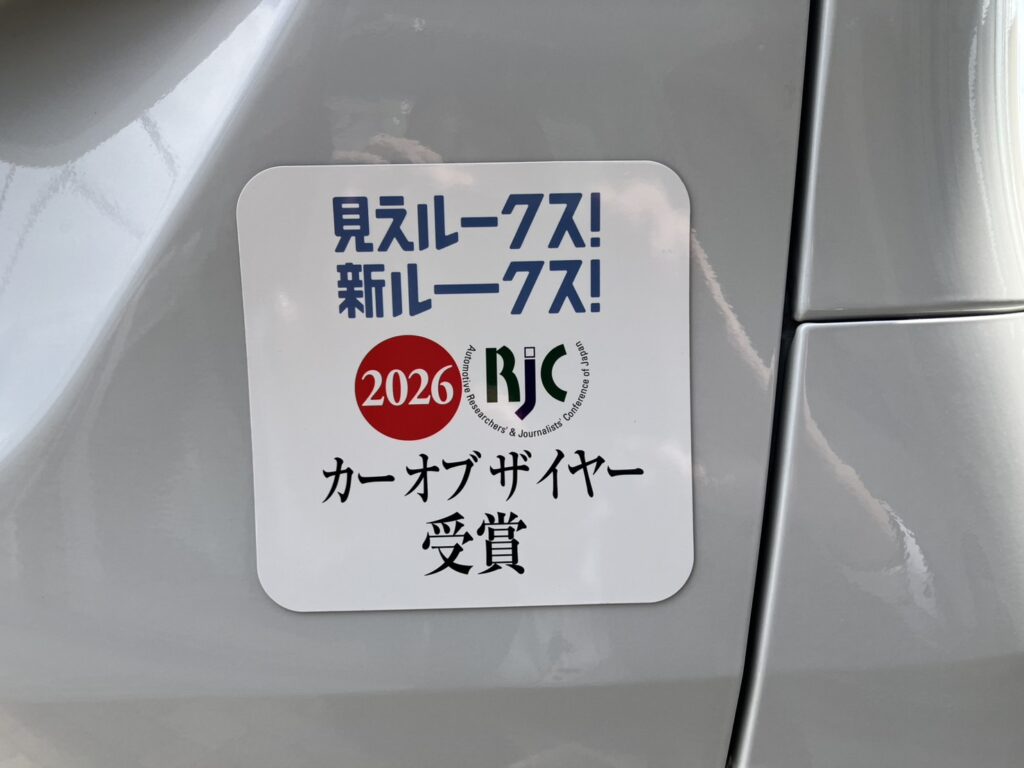 見えルークス!
新ルークス!
2026
RJC
Automotive Researchers' & Journalists' Conference of Japan
カー オブ ザ イヤー
受賞